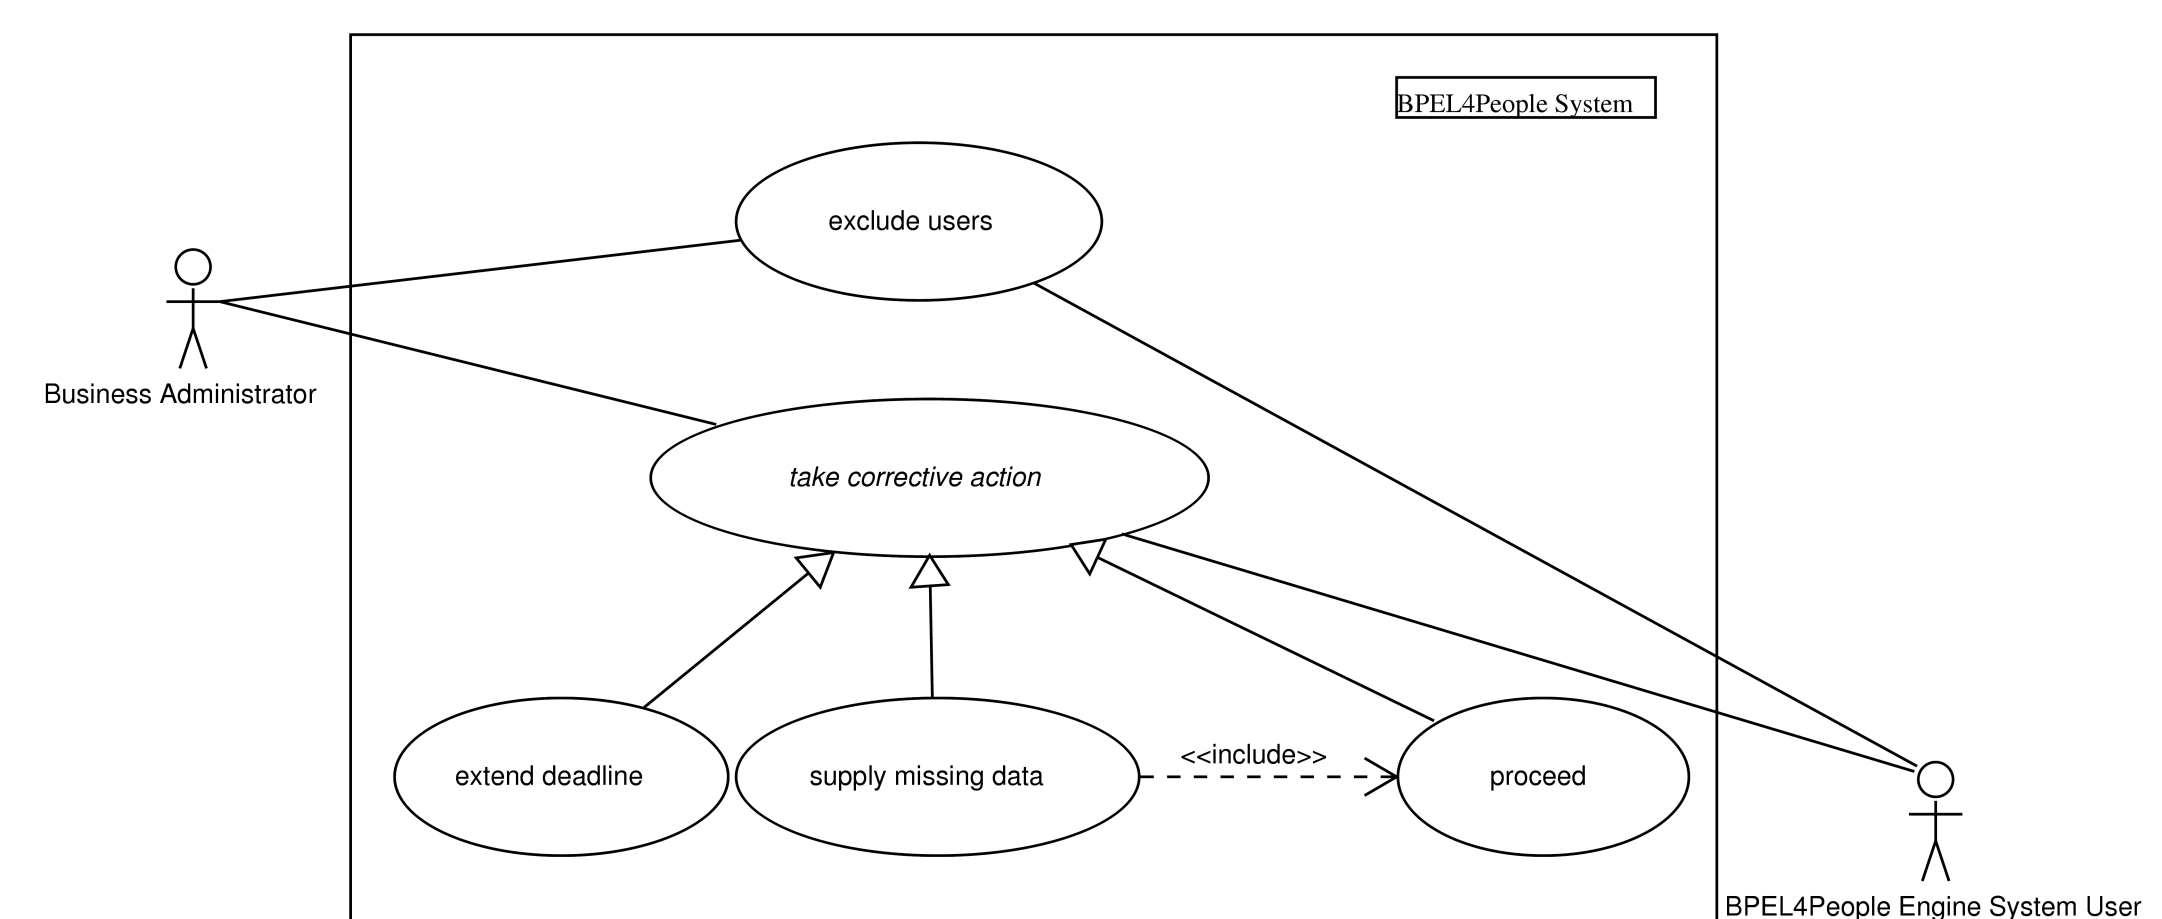 BPEL4People System
exclude users
Business Administrator
take corrective action
<<include>>
extend deadline
supply missing data
proceed
BPEL4People Engine System User